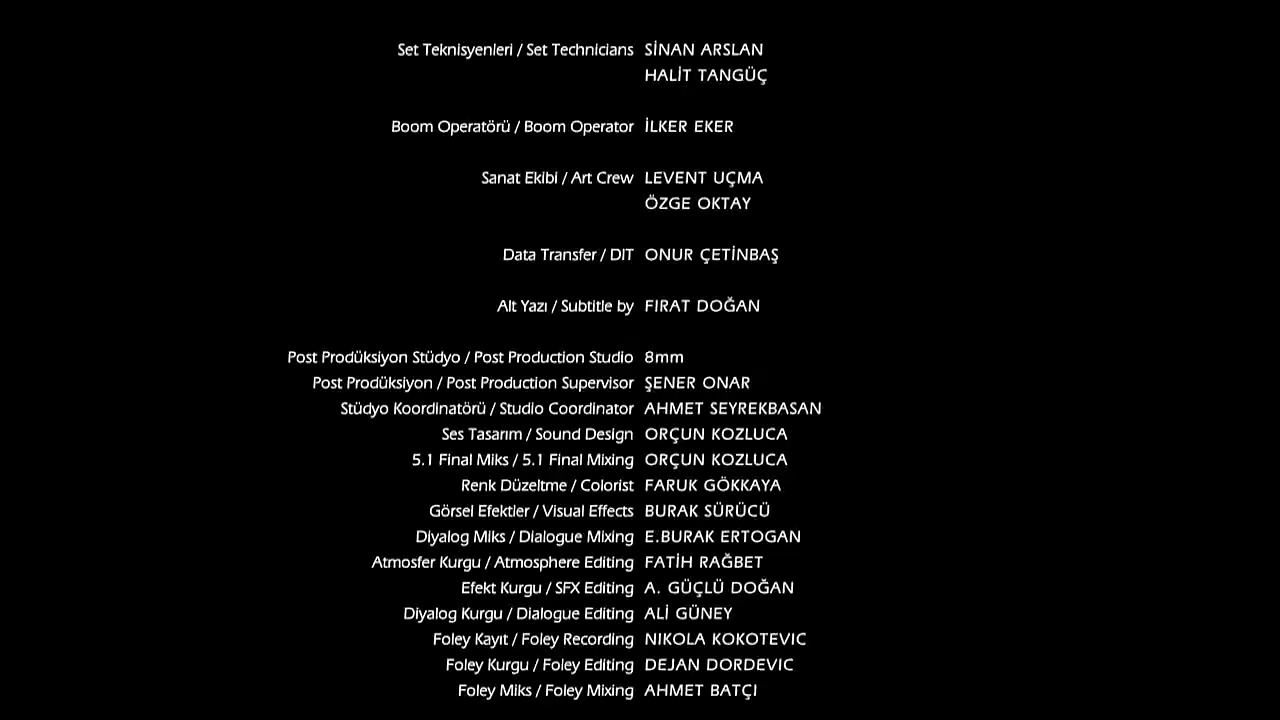 Set Teknisyenleri / Set Technicians SİNAN ARSLAN
HALİT TANGÜÇ
Boom Operatörü / Boom Operator İLKER EKER
Sanat Ekibi / Art Crew LEVENT UÇMA
ÖZGE OKTAY
Data Transfer / DIT ONUR ÇETİNBAŞ
Alt Yazı / Subtitle by FIRAT DOĞAN
Post Prodüksiyon Stüdyo / Post Production Studio 8mm
Post Prodüksiyon / Post Production Supervisor ŞENER ONAR
Stüdyo Koordinatörü / Studio Coordinator AHMET SEYREKBASAN
Ses Tasarım / Sound Design ORÇUN KOZLUCA
5.1 Final Miks / 5.1 Final Mixing ORÇUN KOZLUCA
Renk Düzeltme / Colorist FARUK GÖKKAYA
Görsel Efektler / Visual Effects BURAK SÜRÜCÜ
Diyalog Miks / Dialogue Mixing E.BURAK ERTOGAN
Atmosfer Kurgu / Atmosphere Editing FATİH RAĞBET
Efekt Kurgu / SFX Editing A. GÜÇLÜ DOĞAN
Diyalog Kurgu / Dialogue Editing ALİ GÜNEY
Foley Kayıt / Foley Recording NIKOLA KOKOTEVIC
Foley Kurgu / Foley Editing DEJAN DORDEVIC
Foley Miks / Foley Mixing AHMET BATÇI